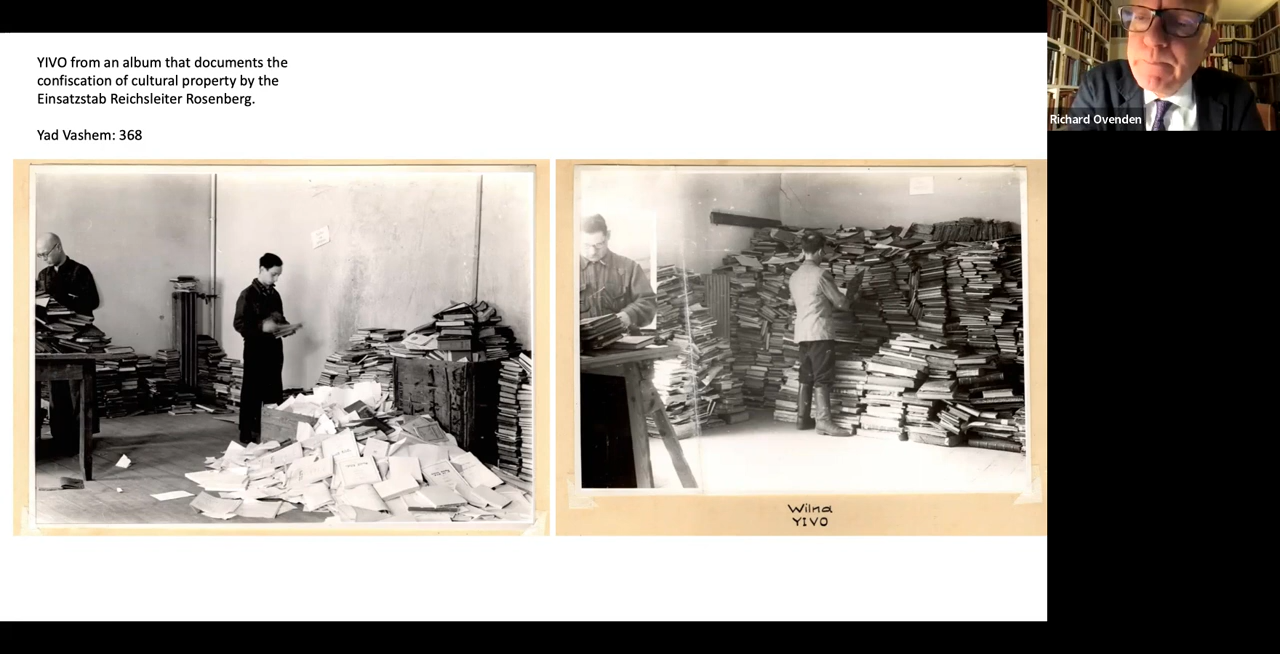 YIVO from an album that documents the
confiscation of cultural property by the
Einsatzstab Reichsleiter Rosenberg.
Yad Vashem: 368
Richard Ovenden
Wilna
YIVO